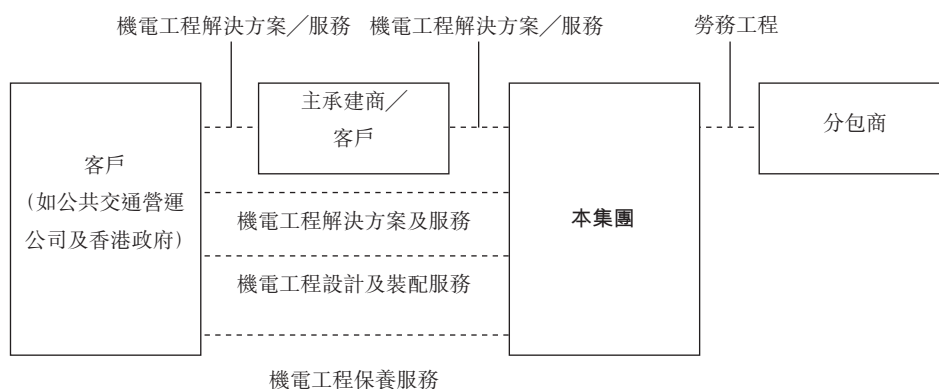 機電工程解決方案╱服務
機電工程解決方案╱服務
勞務工程
主承建商╱
客戶
分包商
客戶
(如公共交通營運
公司及香港政府)
本集團
機電工程解決方案及服務
機電工程設計及裝配服務
機電工程保養服務